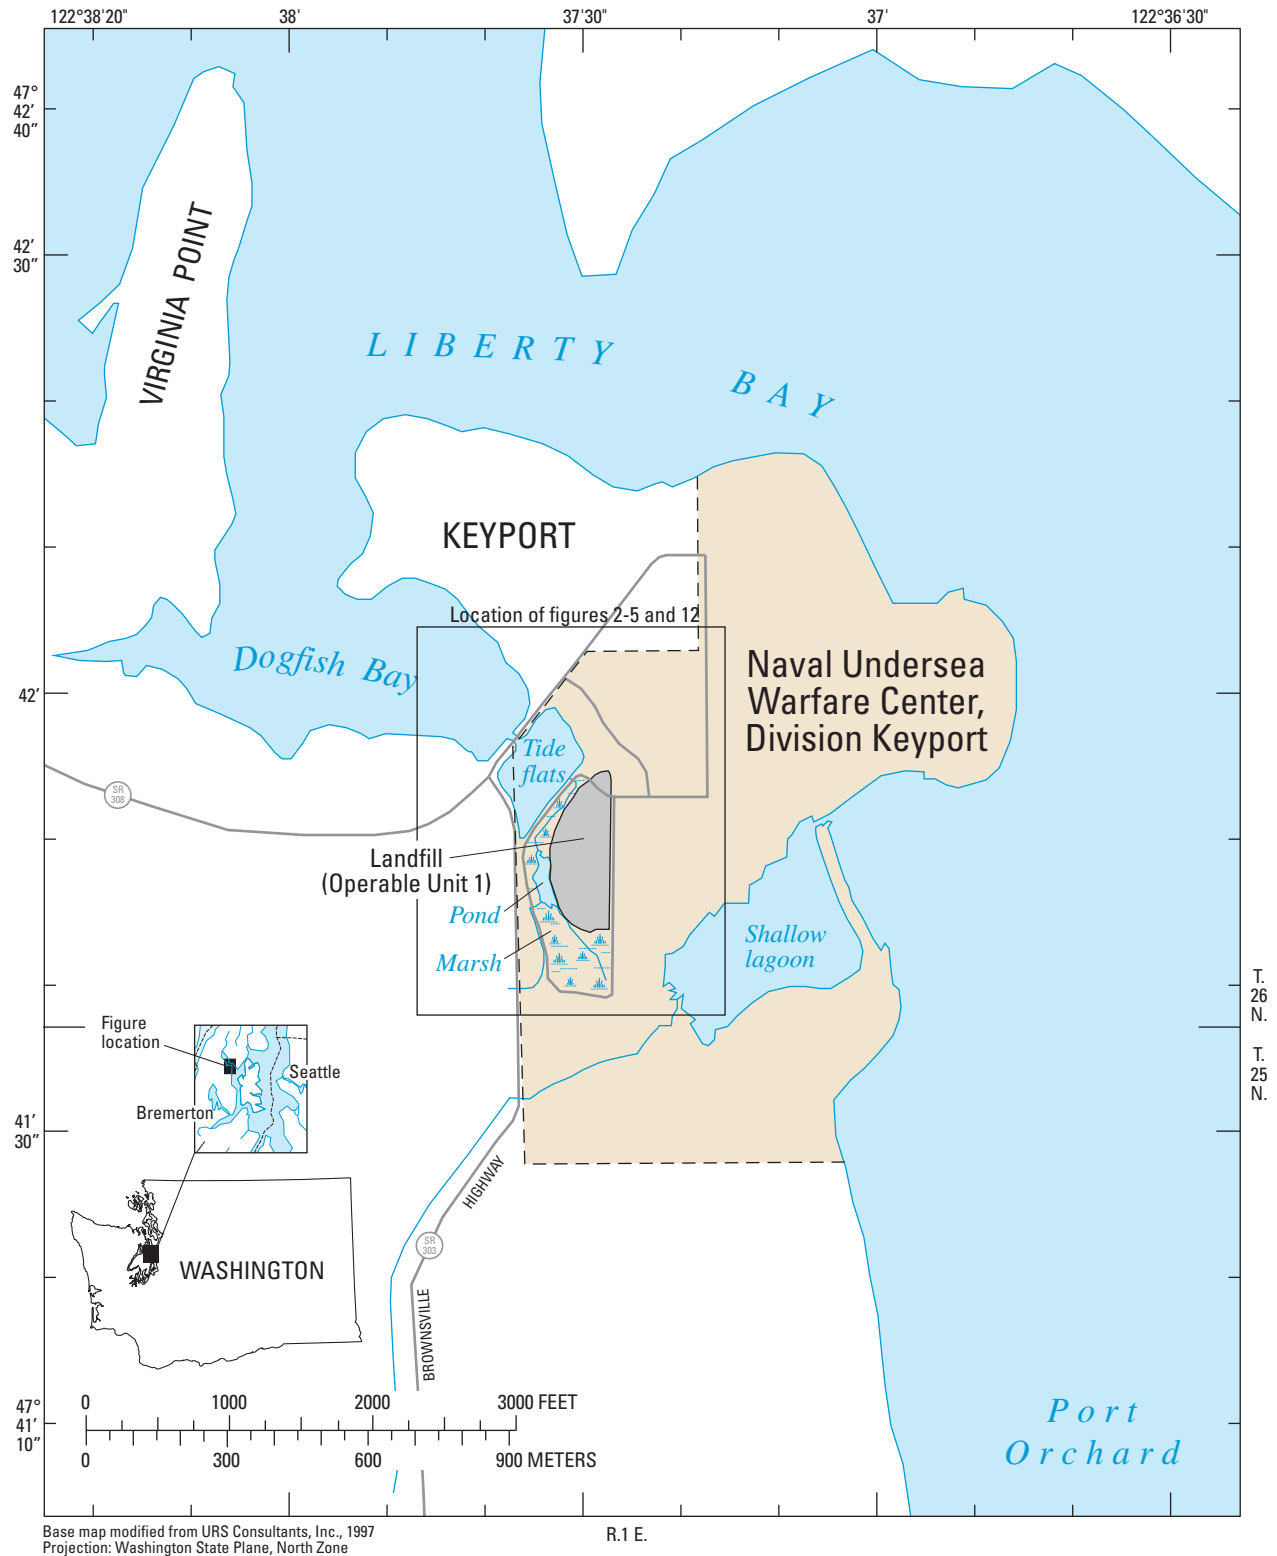 122°38'20"
38'
37'30"
37'
122°36'30"
47°
42'
40"
42'
30"
VIRGINIA POINT
LIBERTY
BAY
KEYPORT
Location of figures 2-5 and 12
Dogfish Bay
Naval Undersea
Warfare Center,
Division Keyport
42'
Tide
flats
SR
308
Landfill
(Operable Unit 1)
Pond
Marsh
Shallow
lagoon
T.
26
N.
T.
25
N.
Figure
location
Seattle
Bremerton
41'
30"
HIGHWAY
SR
303
BROWNSVILLE
WASHINGTON
0 1000 2000 3000 FEET
0 300 600 900 METERS
47°
41'
10"
Port
Orchard
Base map modified from URS Consultants, Inc., 1997
Projection: Washington State Plane, North Zone
R.1 E.